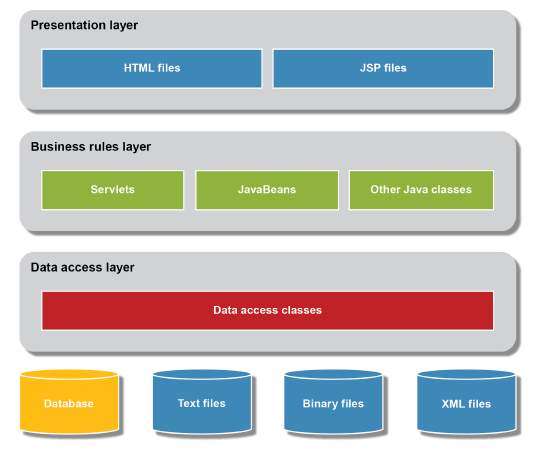 Presentation layer
HTML files
JSP files
Business rules layer
Servlets
JavaBeans
Other Java classes
Data access layer
Data access classes
Database
Text files
Binary files
XML files